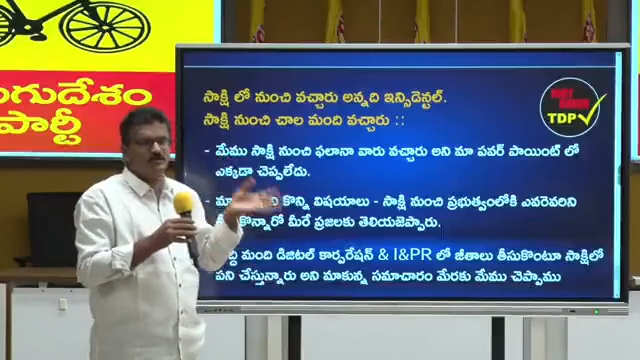 లుగుదేశం
పార్టీ
సాక్షి లో నుంచి వచ్చారు అన్నది ఇన్సిడెన్టల్.
సాక్షి నుంచి చాల మంది వచ్చారు ::
TDP
- మేము సాక్షి నుంచి ఫలానా వారు వచ్చారు అని మా పవర్ పాయింట్ లో
ఎక్కడా చెప్పలేదు.
కొన్ని విషయాలు - సాక్షి నుంచి ప్రభుత్వంలోకి ఎవరెవరిని
కొన్నారో మీరే ప్రజలకు తెలియజెప్పారు.
మంది డిజిటల్ కార్పరేషన్ & I&PR లో జీతాలు తీసుకొంటూ సాక్షిలో
పని చేస్తున్నారు అని మాకున్న సమాచారం మేరకు మేము చెప్పాము